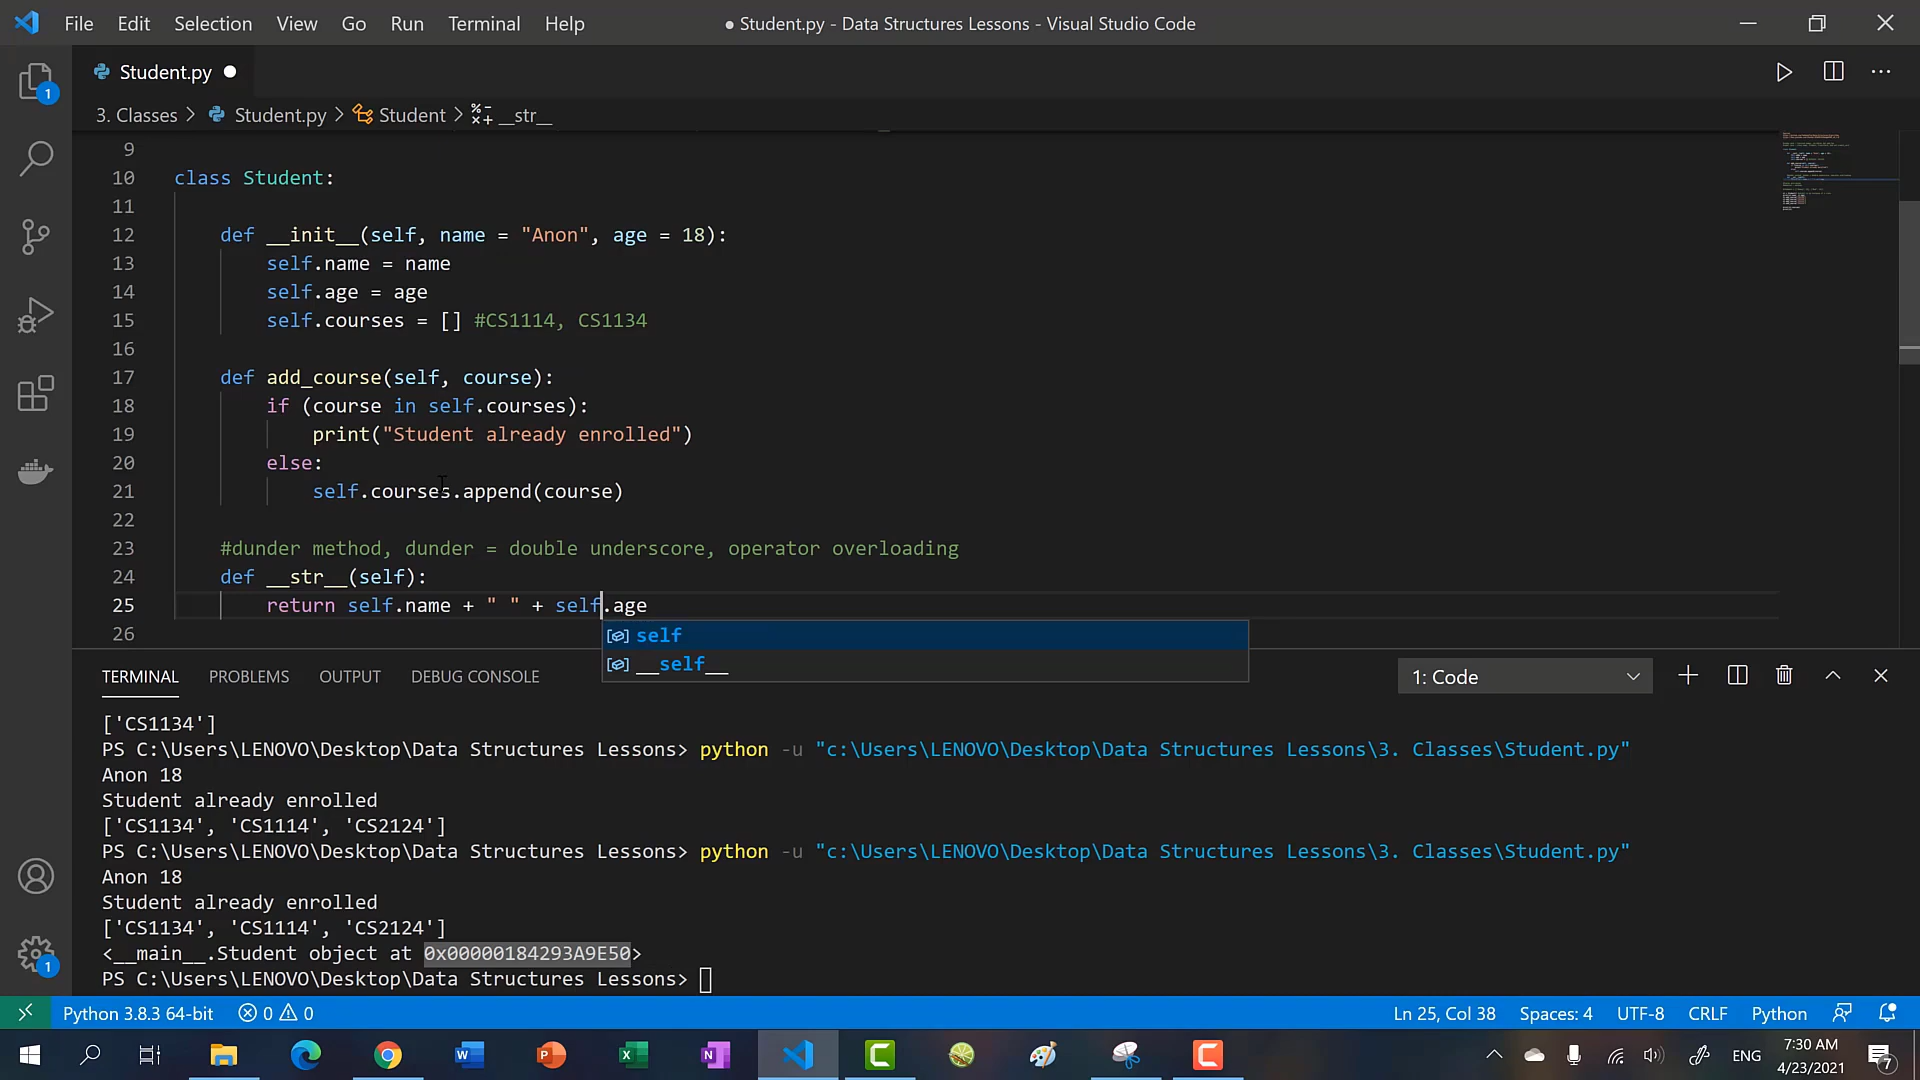 File Edit Selection View Go Run Terminal Help
● Student.py - Data Structures Lessons - Visual Studio Code
Student.py
3. Classes > Student.py > Student > __str__
9
10 class Student:
11
12 def __init__(self, name = "Anon", age = 18):
13 self.name = name
14 self.age = age
15 self.courses = [] #CS1114, CS1134
16
17 def add_course(self, course):
18 if (course in self.courses):
19 print("Student already enrolled")
20 else:
21 self.courses.append(course)
22
23 #dunder method, dunder = double underscore, operator overloading
24 def __str__(self):
25 return self.name + " " + self.age
26
self
__self__
TERMINAL PROBLEMS OUTPUT DEBUG CONSOLE
1: Code
['CS1134']
PS C:\Users\LENOVO\Desktop\Data Structures Lessons> python -u "c:\Users\LENOVO\Desktop\Data Structures Lessons\3. Classes\Student.py"
Anon 18
Student already enrolled
['CS1134', 'CS1114', 'CS2124']
PS C:\Users\LENOVO\Desktop\Data Structures Lessons> python -u "c:\Users\LENOVO\Desktop\Data Structures Lessons\3. Classes\Student.py"
Anon 18
Student already enrolled
['CS1134', 'CS1114', 'CS2124']
<__main__.Student object at 0x00000184293A9E50>
PS C:\Users\LENOVO\Desktop\Data Structures Lessons>
1
1
Python 3.8.3 64-bit 0 0
Ln 25, Col 38 Spaces: 4 UTF-8 CRLF Python
ENG
7:30 AM
4/23/2021
7